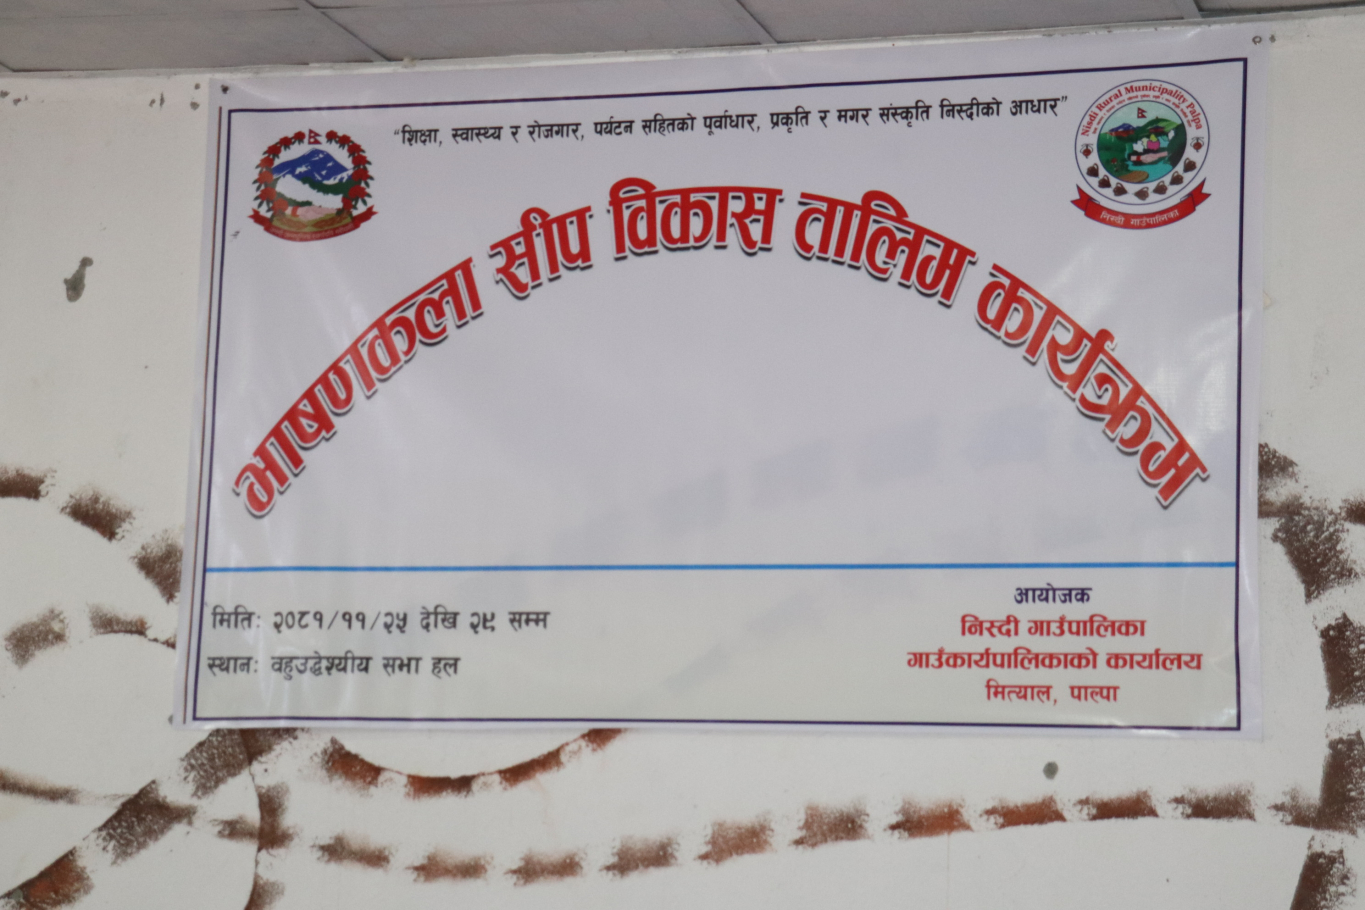 “शिक्षा, स्वास्थ्य र रोजगार, पर्यटन सहितको पूर्वाधार, प्रकृति र मगर संस्कृति निस्दीको आधार”
Nisdi Rural Municipality Palpa
निस्दी गाउँपालिका
भाषणकला सीप विकास तालिम कार्यक्रम
मिति: २०८१/११/२५ देखि २९ सम्म
स्थान: वहुउद्धेश्यीय सभा हल
आयोजक
निस्दी गाउँपालिका
गाउँकार्यपालिकाको कार्यालय
मित्याल, पाल्पा